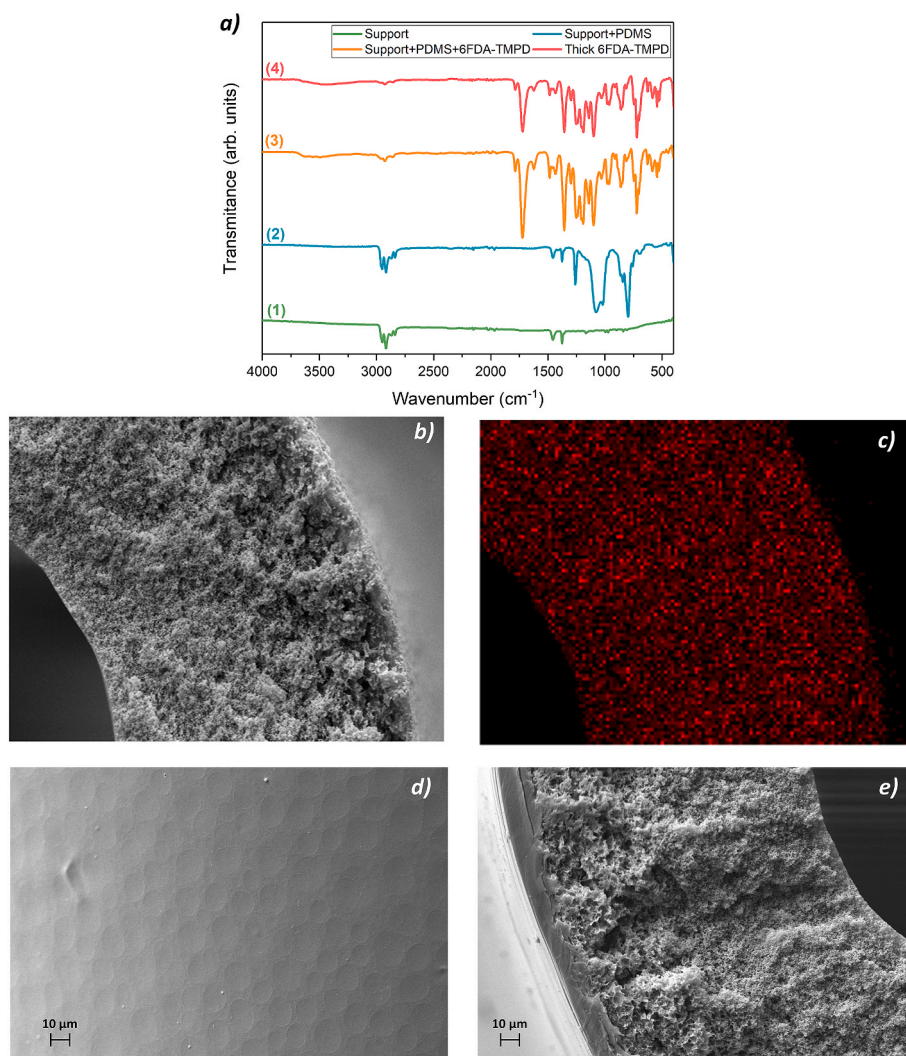 a)
Support Support+PDMS
Support+PDMS+6FDA-TMPD Thick 6FDA-TMPD
(4)
(3)
(2)
(1)
Transmitance (arb. units)
4000 3500 3000 2500 2000 1500 1000 500
Wavenumber (cm⁻¹)
b)
c)
d)
10 µm
e)
10 µm